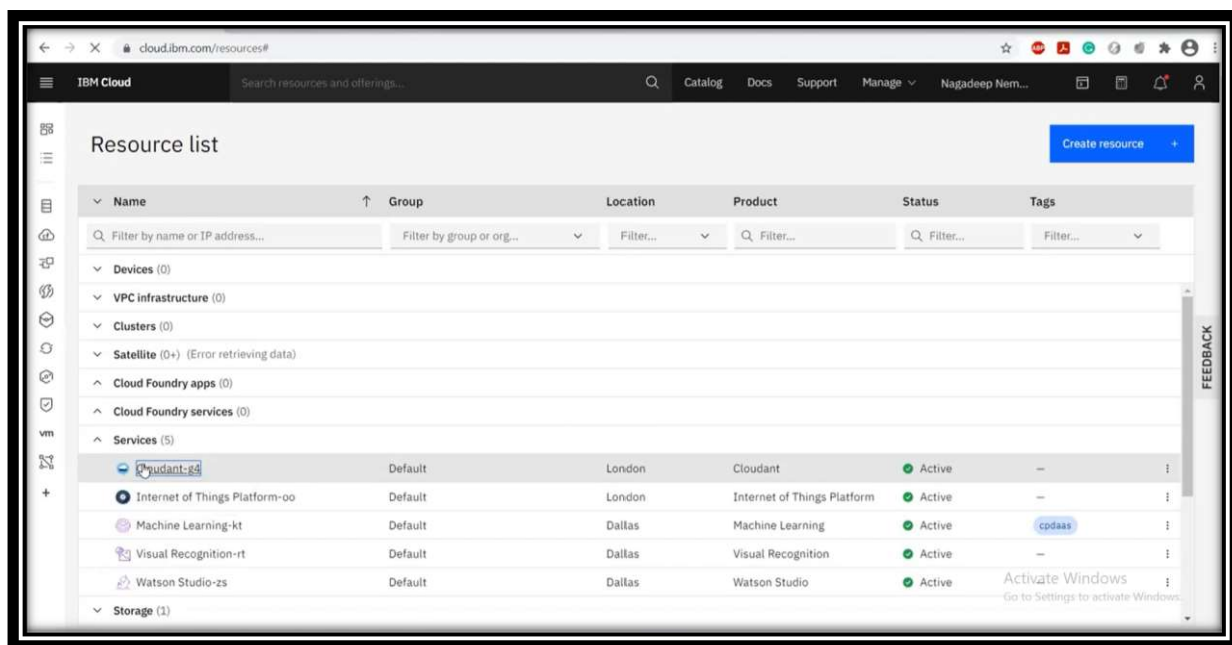 cloud.ibm.com/resources#
ABP
IBM Cloud Search resources and offerings... Catalog Docs Support Manage Nagadeep Nem...
Resource list
Create resource +
Name Group Location Product Status Tags
Filter by name or IP address... Filter by group or org... Filter... Filter... Filter... Filter...
Devices (0)
VPC infrastructure (0)
Clusters (0)
Satellite (0+) (Error retrieving data)
Cloud Foundry apps (0)
Cloud Foundry services (0)
vm
Services (5)
Cloudant-g4 Default London Cloudant Active –
Internet of Things Platform-oo Default London Internet of Things Platform Active –
Machine Learning-kt Default Dallas Machine Learning Active cpdaas
Visual Recognition-rt Default Dallas Visual Recognition Active –
Watson Studio-zs Default Dallas Watson Studio Active –
Storage (1)
FEEDBACK
Activate Windows
Go to Settings to activate Windows.